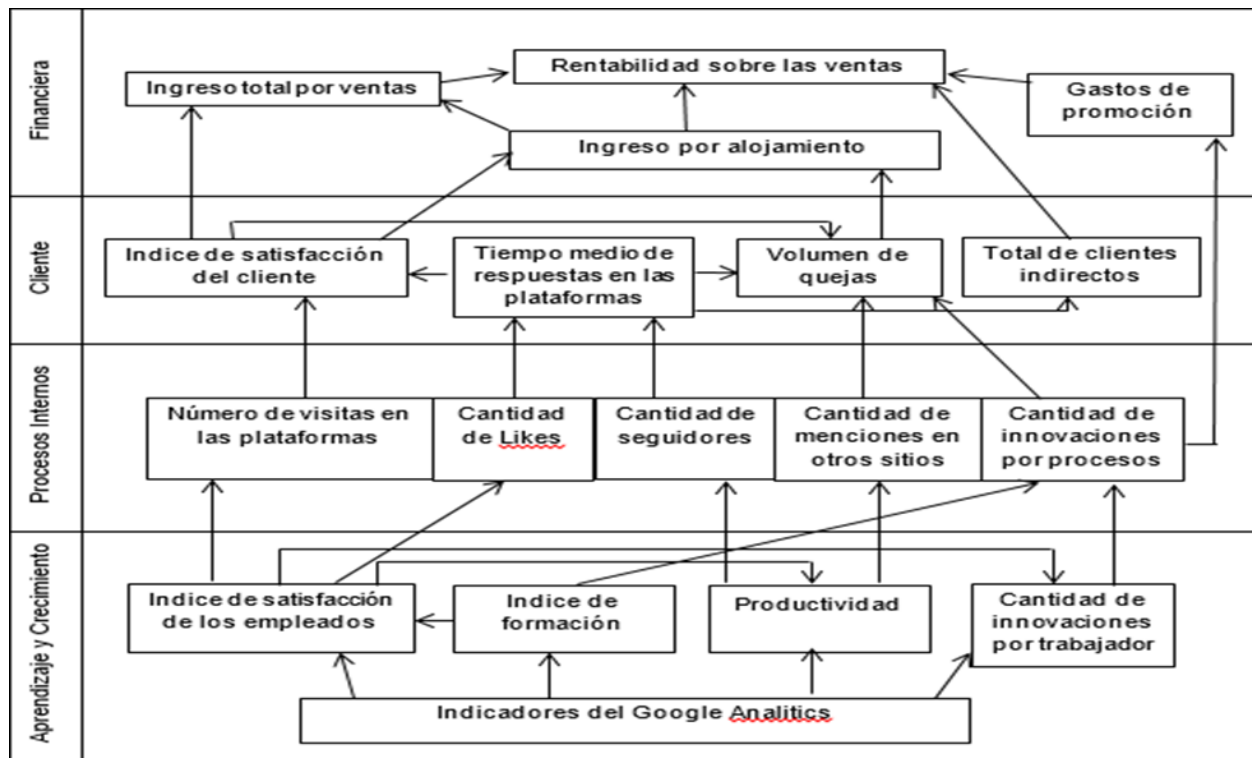 Financiera
Rentabilidad sobre las ventas
Ingreso total por ventas
Gastos de
promoción
Ingreso por alojamiento
Cliente
Indice de satisfacción
del cliente
Tiempo medio de
respuestas en las
plataformas
Volumen de
quejas
Total de clientes
indirectos
Procesos Internos
Número de visitas en
las plataformas
Cantidad
de Likes
Cantidad de
seguidores
Cantidad de
menciones en
otros sitios
Cantidad de
innovaciones
por procesos
Aprendizaje y Crecimiento
Indice de satisfacción
de los empleados
Indice de
formación
Productividad
Cantidad de
innovaciones
por trabajador
Indicadores del Google Analitics